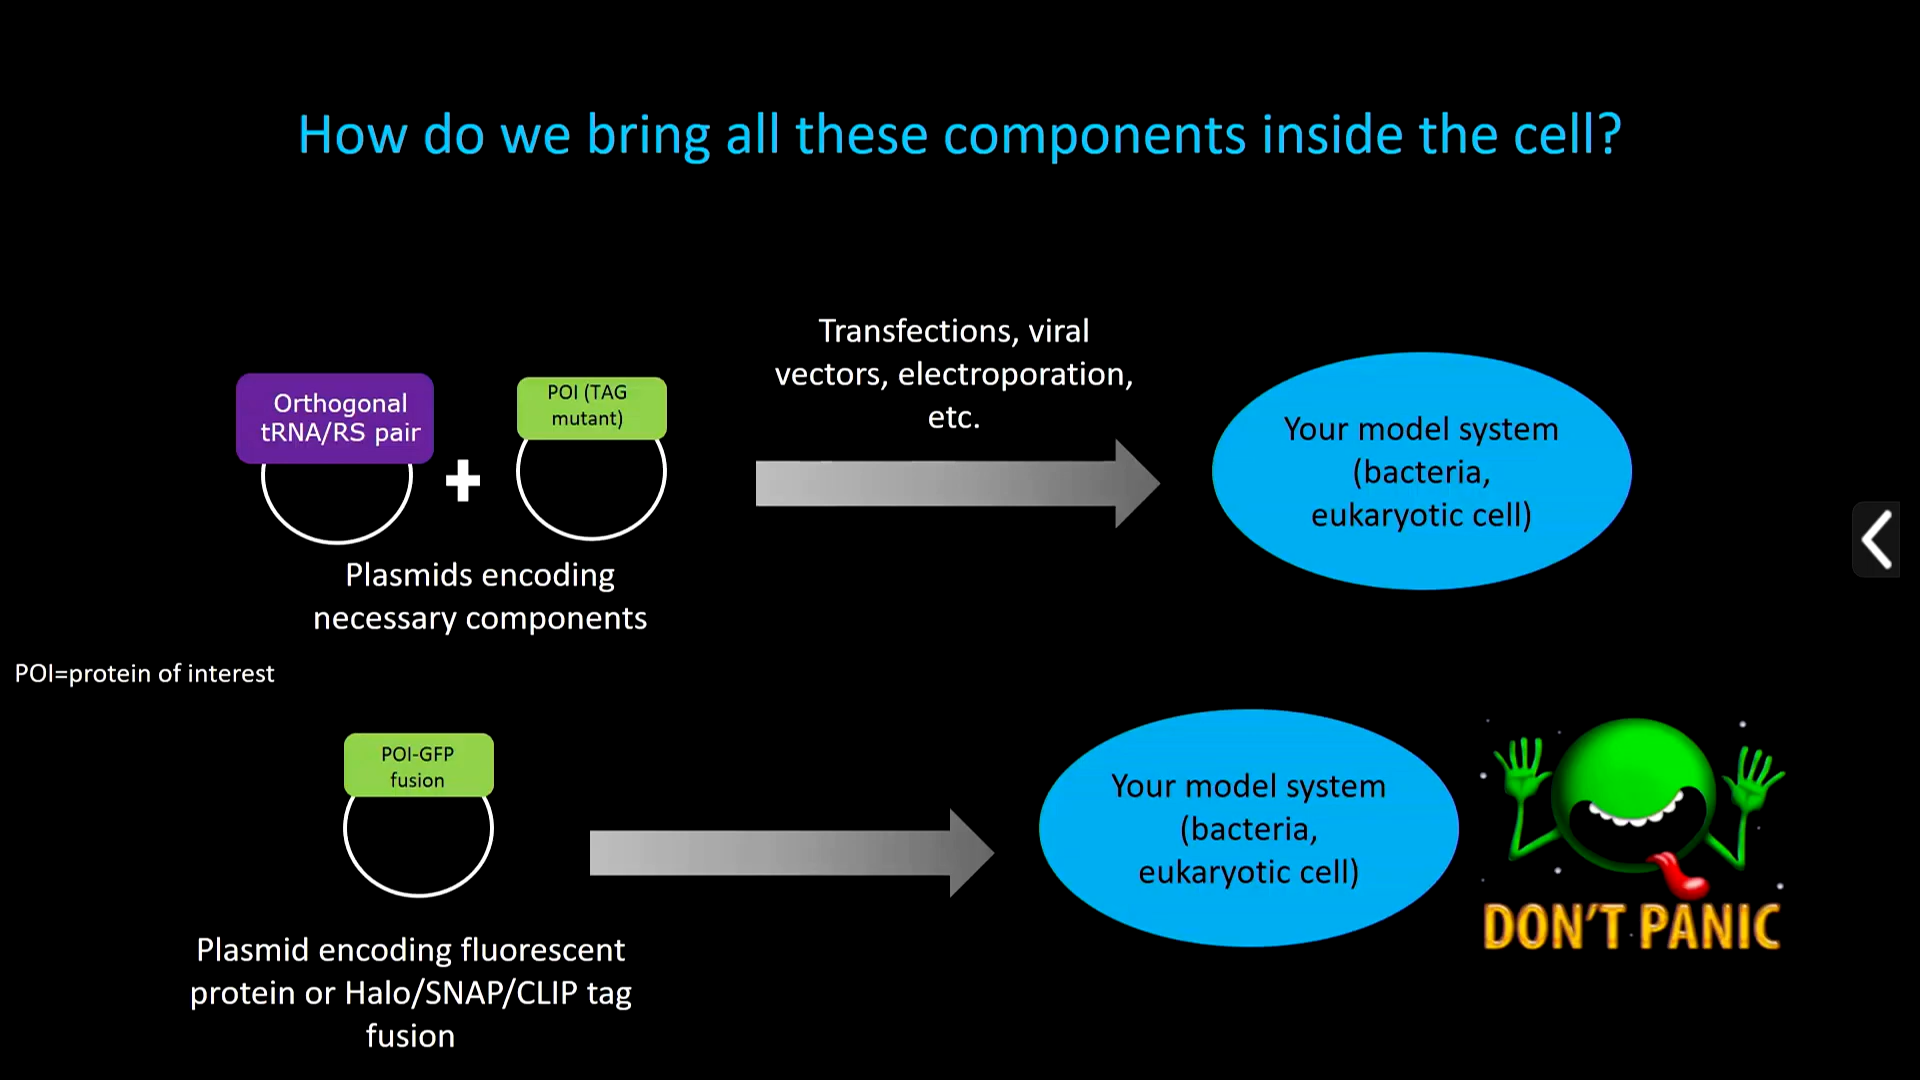 How do we bring all these components inside the cell?
Transfections, viral
vectors, electroporation,
etc.
Orthogonal
tRNA/RS pair
POI (TAG
mutant)
Your model system
(bacteria,
eukaryotic cell)
Plasmids encoding
necessary components
POI=protein of interest
POI-GFP
fusion
Your model system
(bacteria,
eukaryotic cell)
DON'T PANIC
Plasmid encoding fluorescent
protein or Halo/SNAP/CLIP tag
fusion